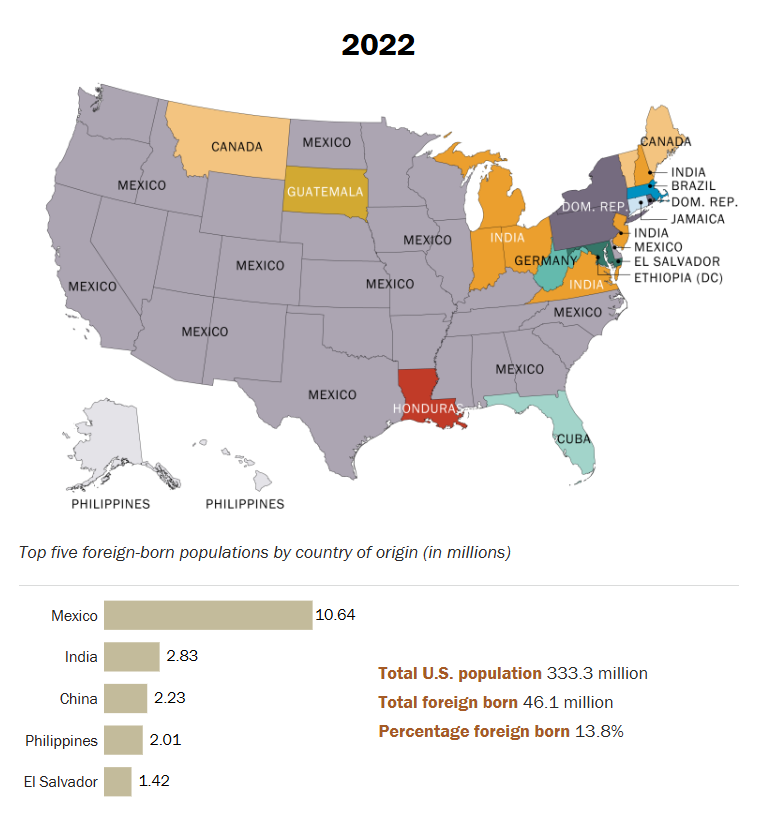 2022
CANADA
MEXICO
CANADA
INDIA
MEXICO
GUATEMALA
BRAZIL
DOM. REP.
DOM. REP.
JAMAICA
INDIA
INDIA
MEXICO
MEXICO
MEXICO
GERMANY
EL SALVADOR
ETHIOPIA (DC)
MEXICO
MEXICO
INDIA
MEXICO
MEXICO
MEXICO
MEXICO
HONDURAS
CUBA
PHILIPPINES
PHILIPPINES
Top five foreign-born populations by country of origin (in millions)
Mexico 10.64
India 2.83
China 2.23
Philippines 2.01
El Salvador 1.42
Total U.S. population 333.3 million
Total foreign born 46.1 million
Percentage foreign born 13.8%